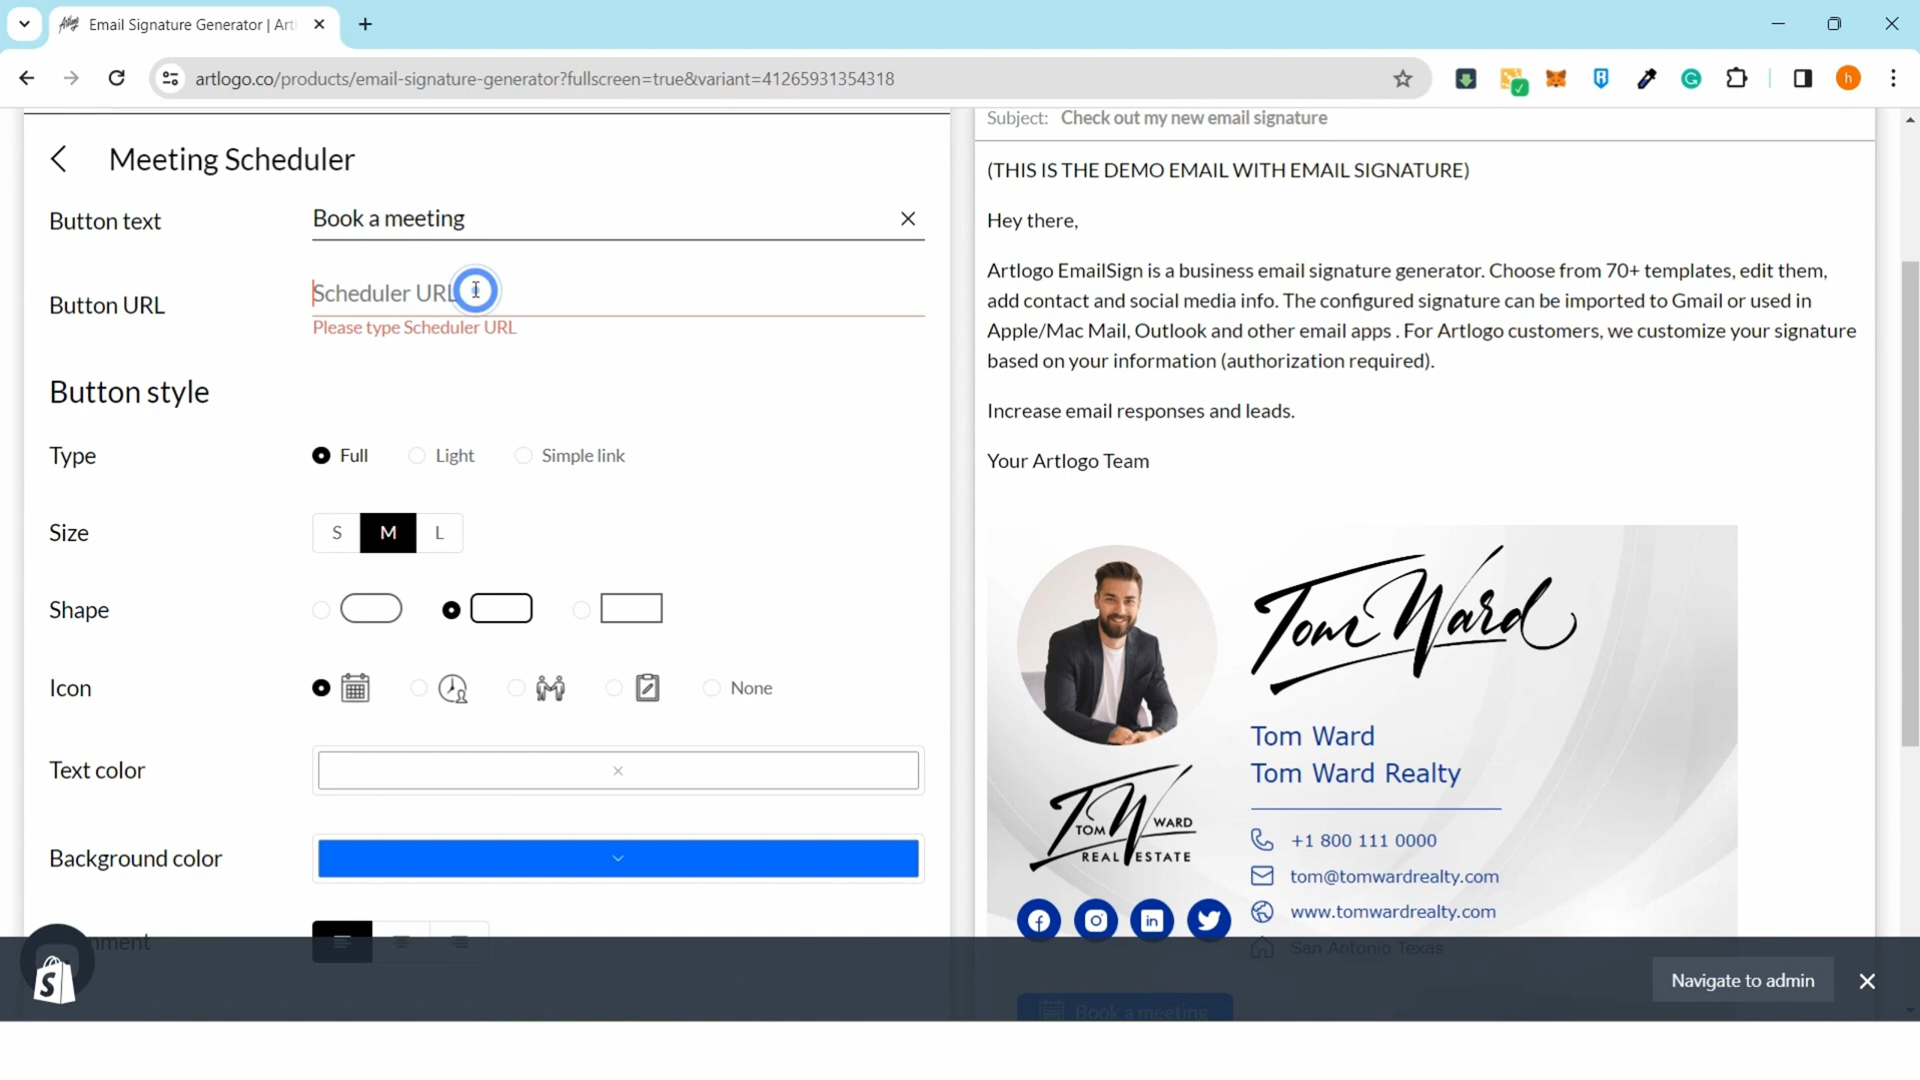 Email Signature Generator | Art
artlogo.co/products/email-signature-generator?fullscreen=true&variant=41265931354318
h
Meeting Scheduler
Button text
Book a meeting
Button URL
Scheduler URL
Please type Scheduler URL
Button style
Type
Full
Light
Simple link
Size
S
M
L
Shape
Icon
None
Text color
Background color
Subject: Check out my new email signature
(THIS IS THE DEMO EMAIL WITH EMAIL SIGNATURE)
Hey there,
Artlogo EmailSign is a business email signature generator. Choose from 70+ templates, edit them,
add contact and social media info. The configured signature can be imported to Gmail or used in
Apple/Mac Mail, Outlook and other email apps . For Artlogo customers, we customize your signature
based on your information (authorization required).
Increase email responses and leads.
Your Artlogo Team
Tom Ward
Tom Ward
Tom Ward Realty
TOM WARD
REAL ESTATE
+1 800 111 0000
tom@tomwardrealty.com
www.tomwardrealty.com
San Antonio Texas
Book a meeting
Navigate to admin